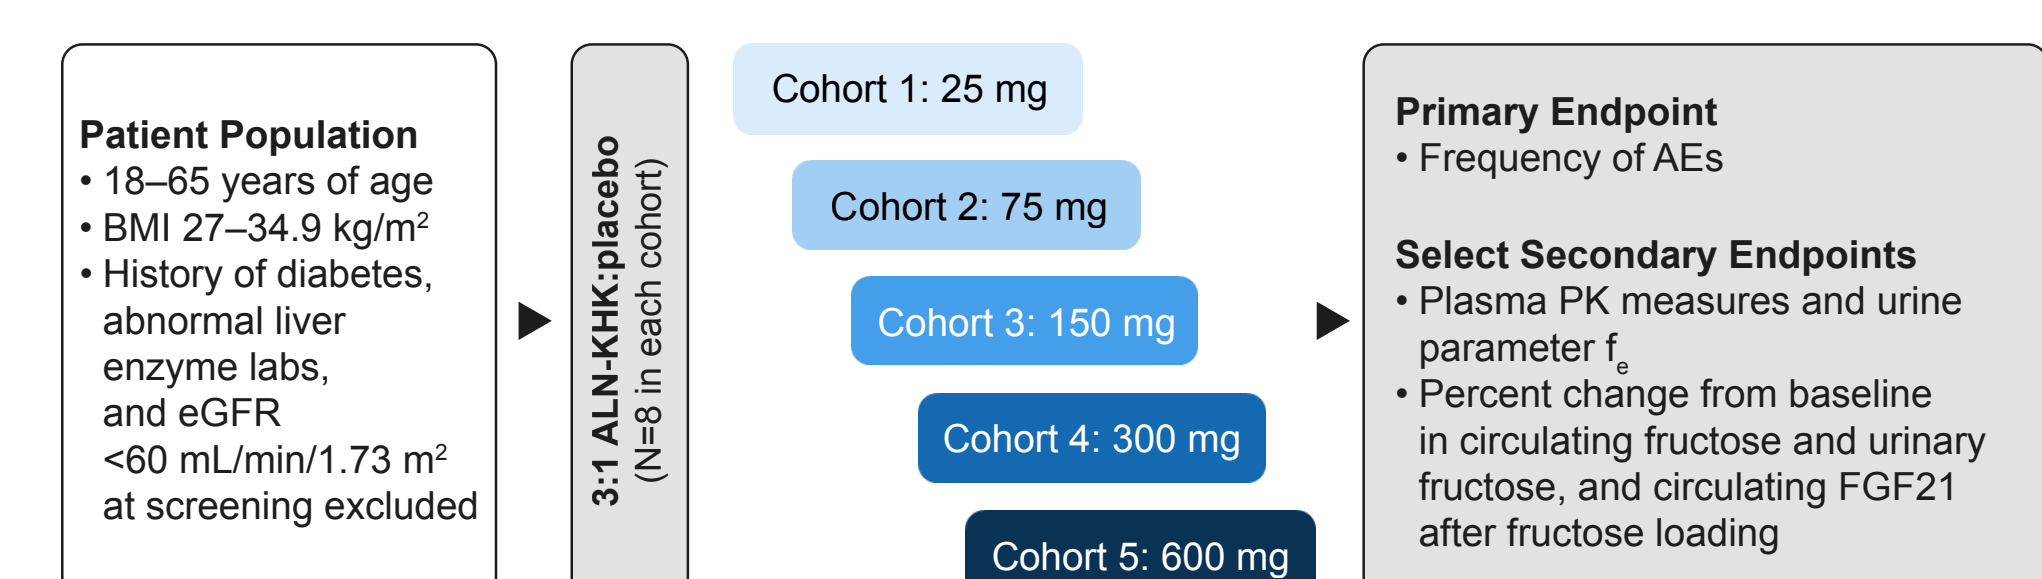 Patient Population
• 18–65 years of age
• BMI 27–34.9 kg/m²
• History of diabetes,
abnormal liver
enzyme labs,
and eGFR
<60 mL/min/1.73 m²
at screening excluded
3:1 ALN-KHK:placebo
(N=8 in each cohort)
Cohort 1: 25 mg
Cohort 2: 75 mg
Cohort 3: 150 mg
Cohort 4: 300 mg
Cohort 5: 600 mg
Primary Endpoint
• Frequency of AEs
Select Secondary Endpoints
• Plasma PK measures and urine
parameter fₑ
• Percent change from baseline
in circulating fructose and urinary
fructose, and circulating FGF21
after fructose loading